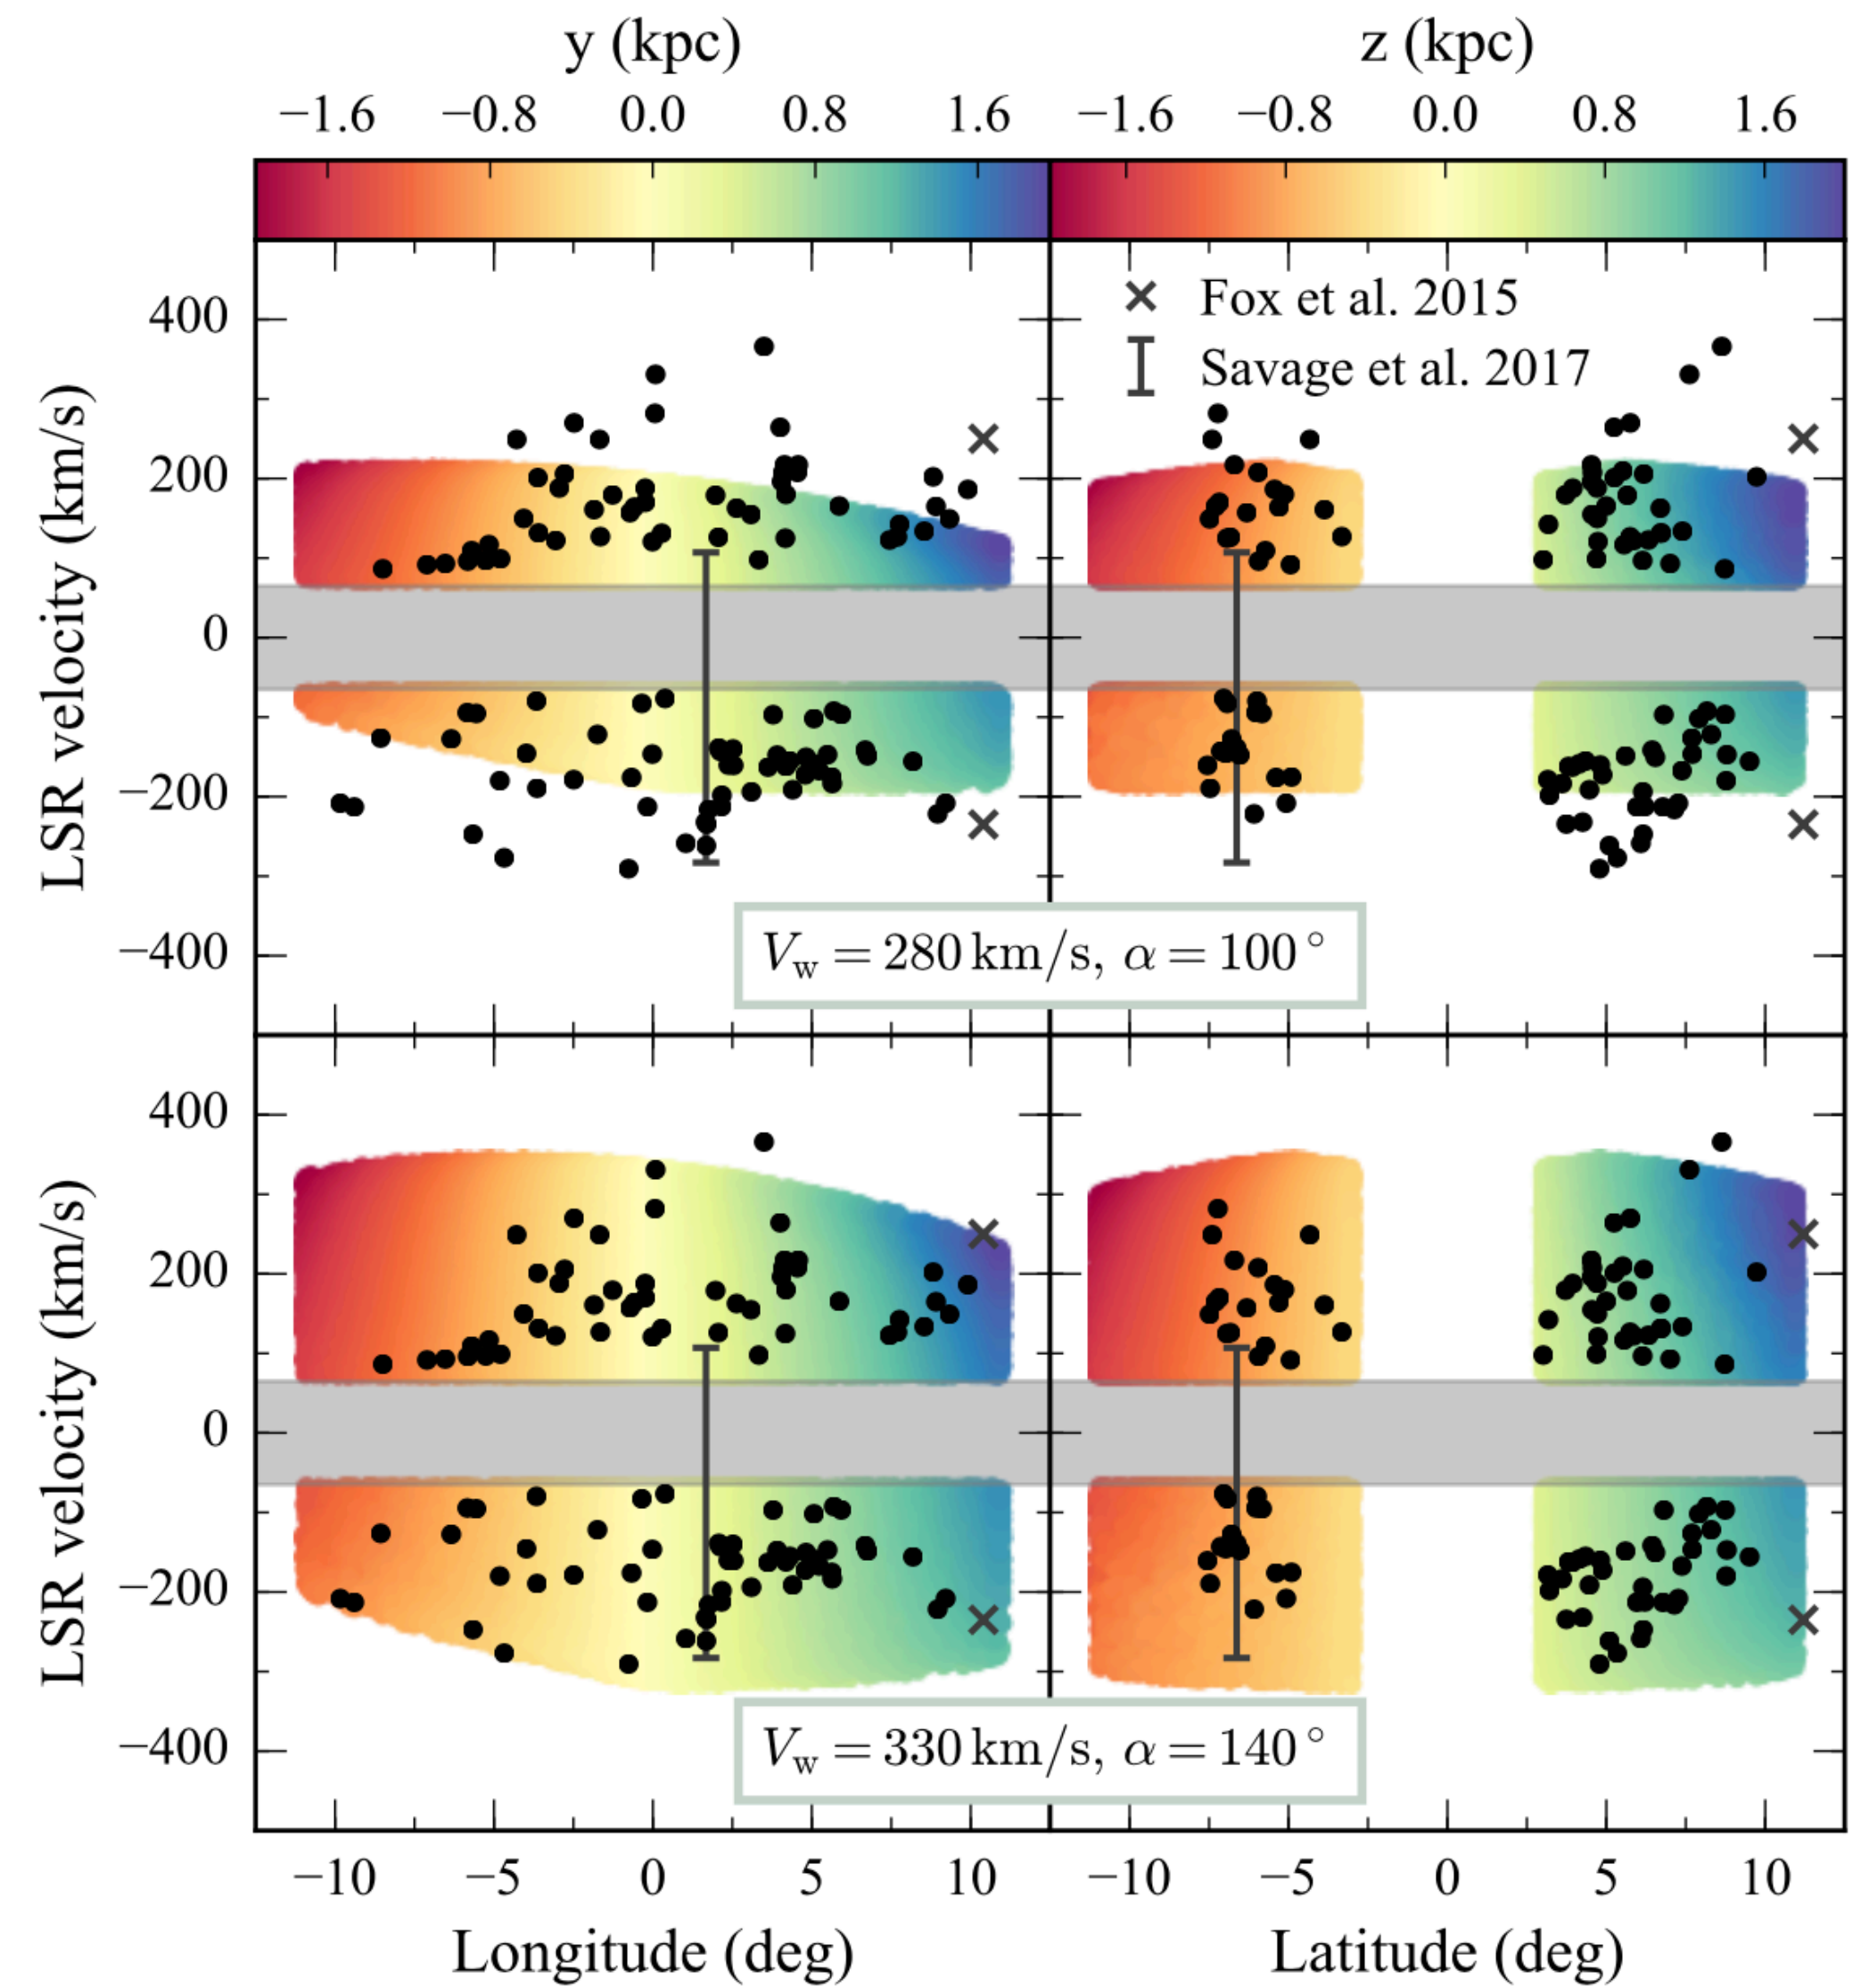 y (kpc) z (kpc)
−1.6 −0.8 0.0 0.8 1.6 −1.6 −0.8 0.0 0.8 1.6
LSR velocity (km/s)
400
200
0
−200
−400
× Fox et al. 2015
Savage et al. 2017
V_w = 280 km/s, α = 100°
LSR velocity (km/s)
400
200
0
−200
−400
V_w = 330 km/s, α = 140°
−10 −5 0 5 10 −10 −5 0 5 10
Longitude (deg) Latitude (deg)